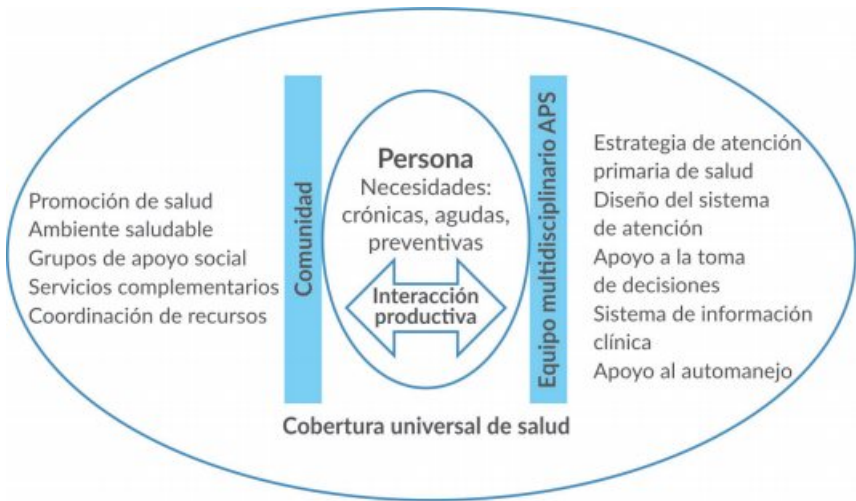 Promoción de salud
Ambiente saludable
Grupos de apoyo social
Servicios complementarios
Coordinación de recursos
Comunidad
Persona
Necesidades:
crónicas, agudas,
preventivas
Interacción
productiva
Equipo multidisciplinario APS
Estrategia de atención
primaria de salud
Diseño del sistema
de atención
Apoyo a la toma
de decisiones
Sistema de información
clínica
Apoyo al automanejo
Cobertura universal de salud